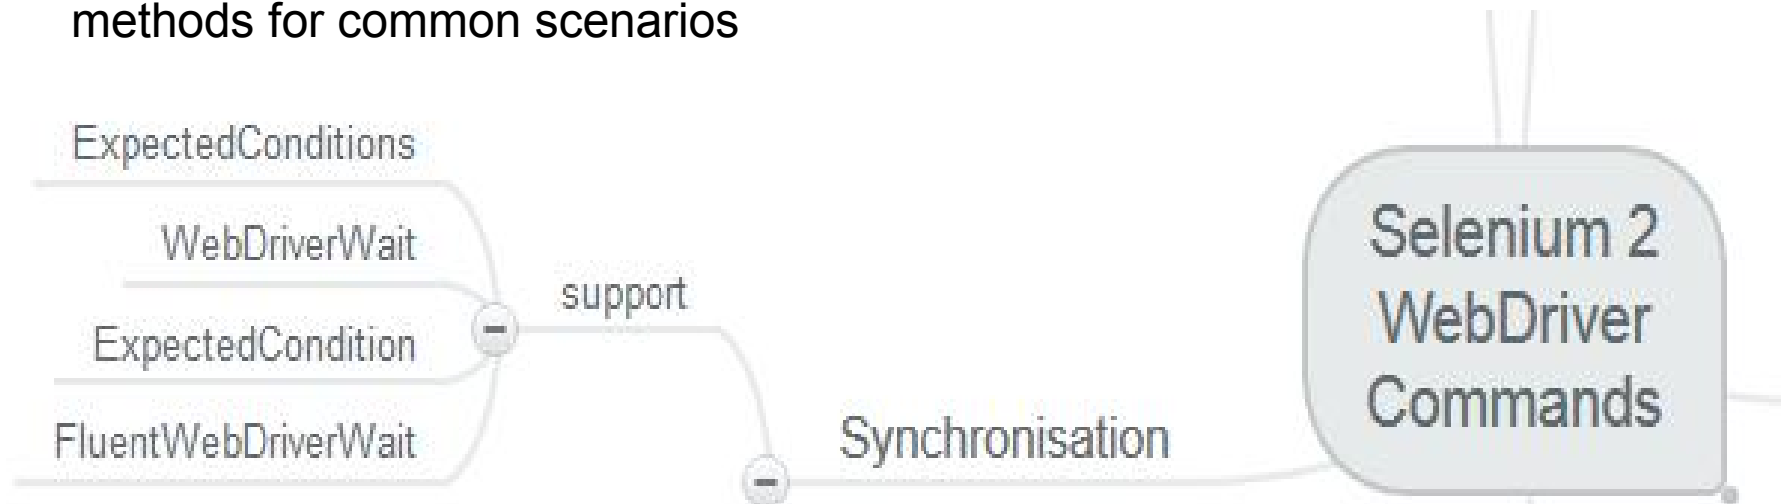 methods for common scenarios
ExpectedConditions
WebDriverWait
ExpectedCondition
FluentWebDriverWait
support
Synchronisation
Selenium 2
WebDriver
Commands